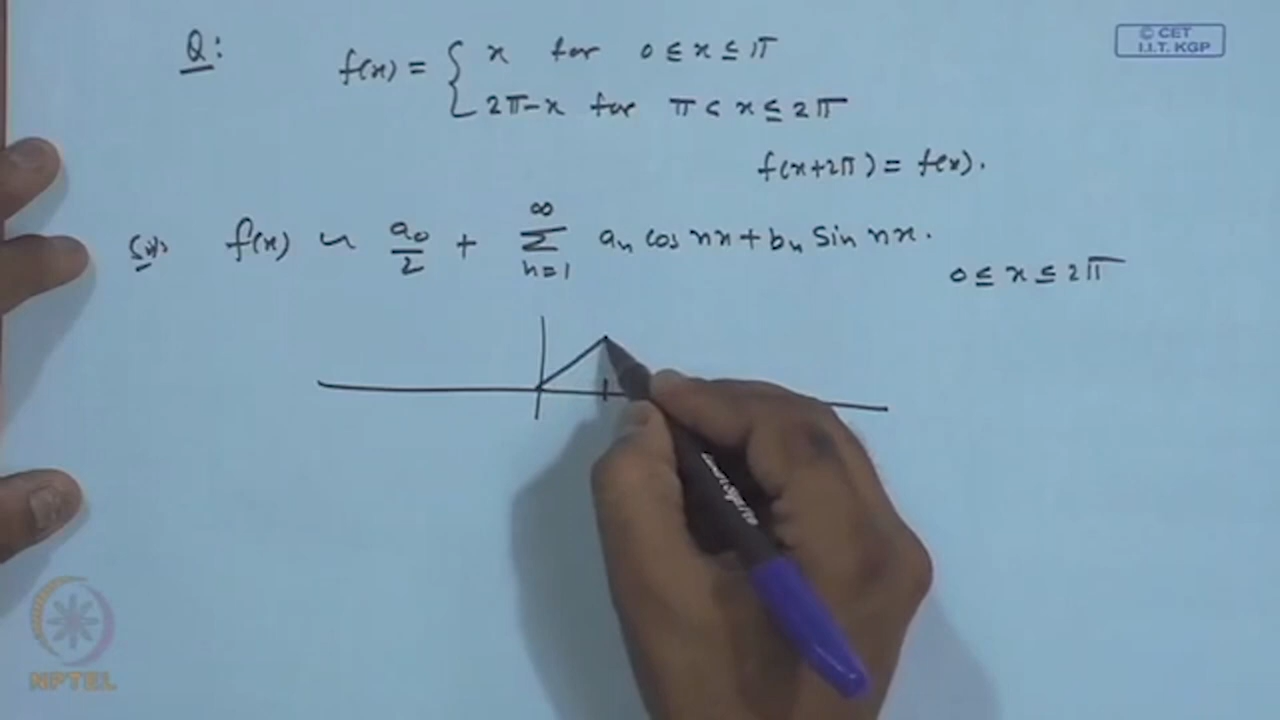 © CET
I.I.T. KGP
Q:
f(x) = { x for 0 ≤ x ≤ π
2π-x for π < x ≤ 2π
f(x+2π) = f(x).
Sol. f(x) ~ a₀/2 + ∞ Σ n=1 aₙ cos nx + bₙ Sin nx.
0 ≤ x ≤ 2π
NPTEL